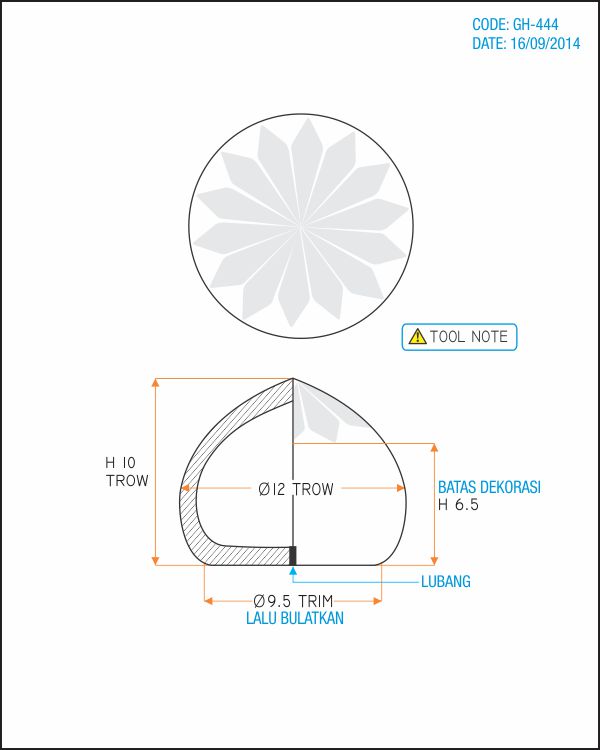 CODE: GH-444
DATE: 16/09/2014
TOOL NOTE
H 10
TROW
Ø12 TROW
BATAS DEKORASI
H 6.5
LUBANG
Ø9.5 TRIM
LALU BULATKAN